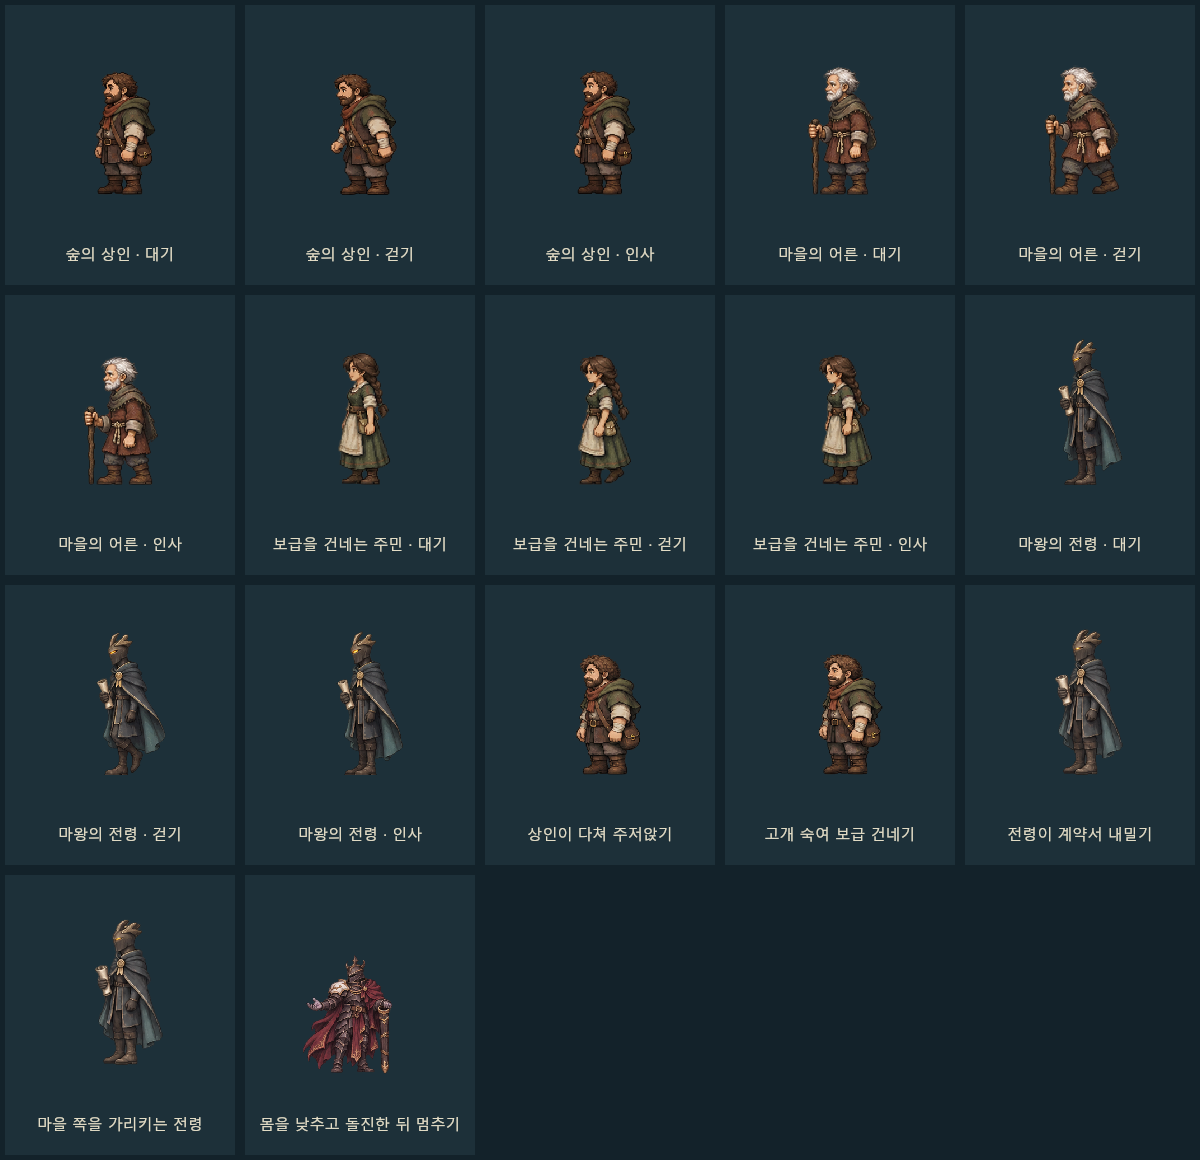 숲의 상인 · 대기
숲의 상인 · 걷기
숲의 상인 · 인사
마을의 어른 · 대기
마을의 어른 · 걷기
마을의 어른 · 인사
보급을 건네는 주민 · 대기
보급을 건네는 주민 · 걷기
보급을 건네는 주민 · 인사
마왕의 전령 · 대기
마왕의 전령 · 걷기
마왕의 전령 · 인사
상인이 다쳐 주저앉기
고개 숙여 보급 건네기
전령이 계약서 내밀기
마을 쪽을 가리키는 전령
몸을 낮추고 돌진한 뒤 멈추기